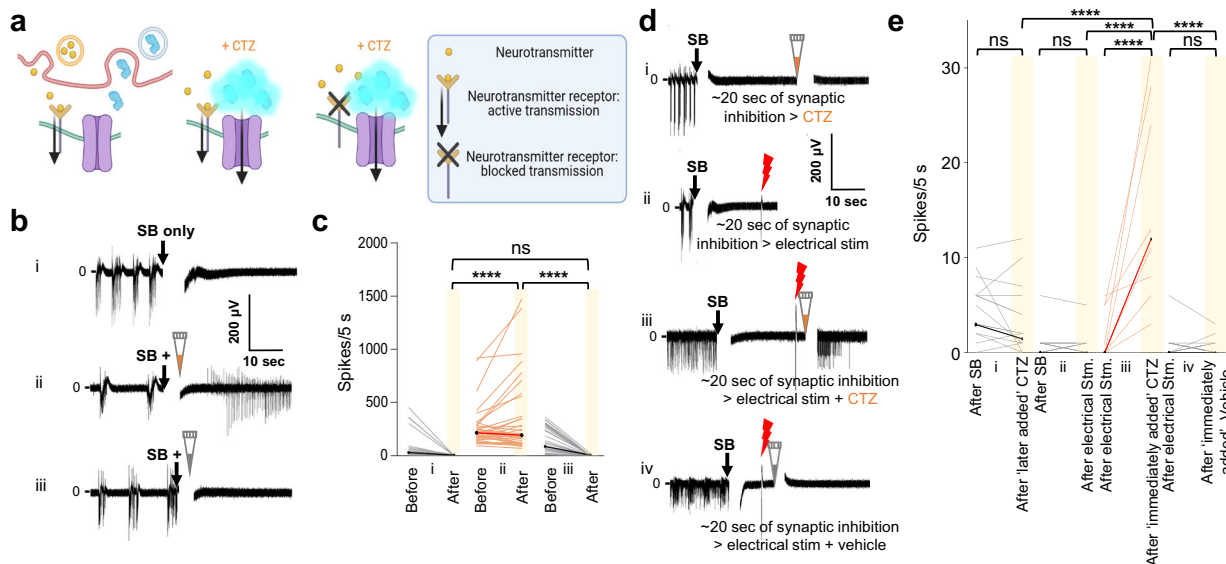 a
+ CTZ
+ CTZ
Neurotransmitter
Neurotransmitter receptor:
active transmission
Neurotransmitter receptor:
blocked transmission
b
SB only
i
0
200 µV
10 sec
SB +
ii
0
SB +
iii
0
c
ns
****
****
2000
1500
1000
500
0
Spikes/5 s
i
ii
iii
Before
After
Before
After
Before
After
d
SB
i
0
~20 sec of synaptic
inhibition > CTZ
200 µV
10 sec
SB
ii
0
~20 sec of synaptic
inhibition > electrical stim
SB
iii
0
~20 sec of synaptic inhibition
> electrical stim + CTZ
SB
iv
0
~20 sec of synaptic inhibition
> electrical stim + vehicle
e
****
****
****
ns
ns
****
ns
30
20
10
0
Spikes/5 s
i
ii
iii
iv
After SB
After 'later added' CTZ
After SB
After electrical Stm.
After electrical Stm.
After 'immediately added' CTZ
After electrical Stm.
After 'immediately
added' Vehicle